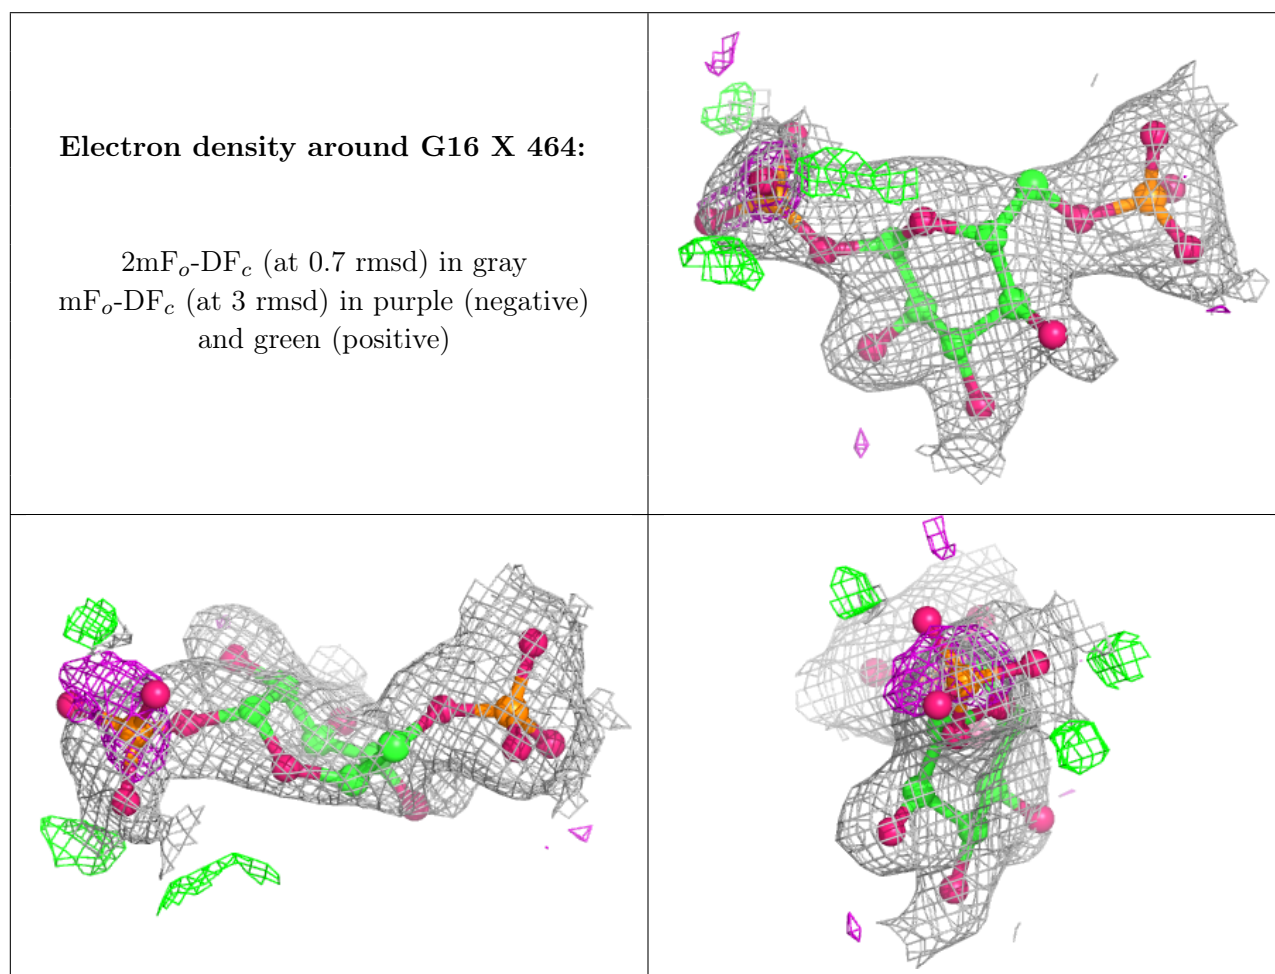 Electron density around G16 X 464:
2mFo-DFc (at 0.7 rmsd) in gray
mFo-DFc (at 3 rmsd) in purple (negative)
and green (positive)